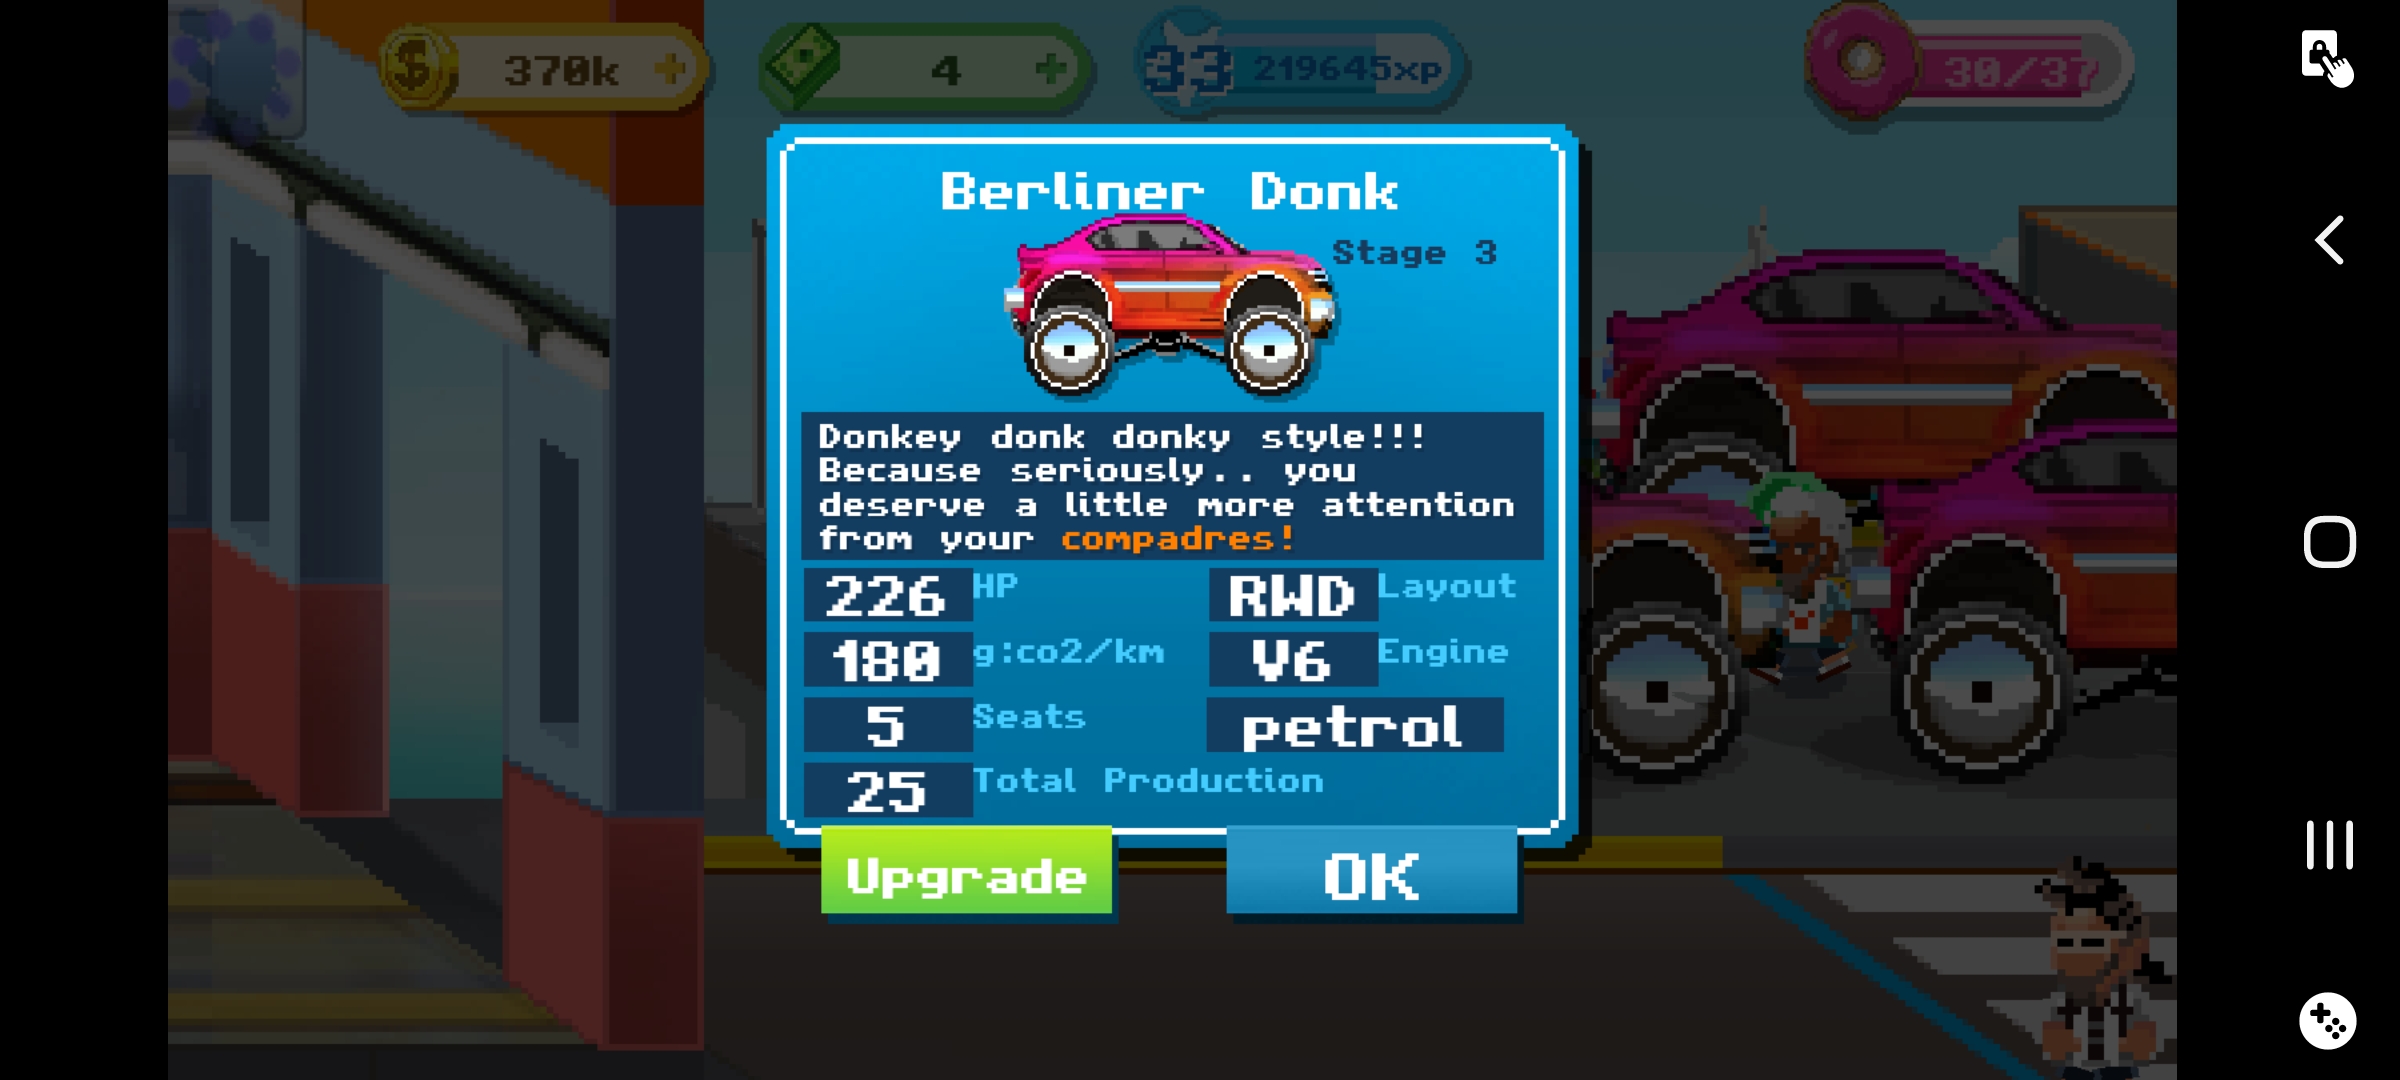 370k
4
33
219645xp
30/37
Berliner Donk
Stage 3
Donkey donk donky style!!!
Because seriously.. you
deserve a little more attention
from your compadres!
226 HP
RWD Layout
180 g:co2/km
V6 Engine
5 Seats
petrol
25 Total Production
Upgrade
OK